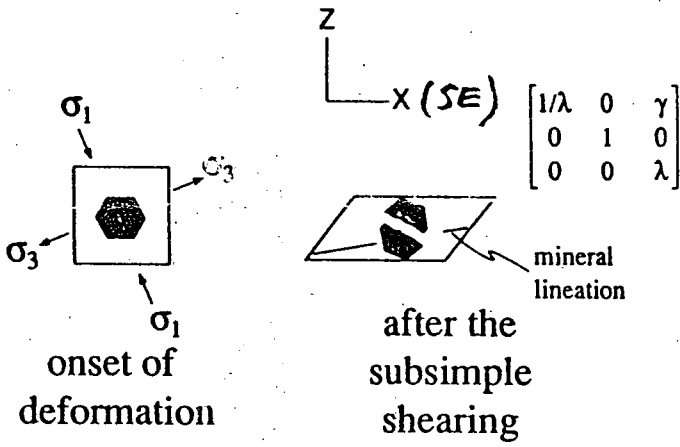 Z
X (SE)
1/λ 0 γ
0 1 0
0 0 λ
σ1
σ3
σ3
σ1
mineral
lineation
onset of
deformation
after the
subsimple
shearing